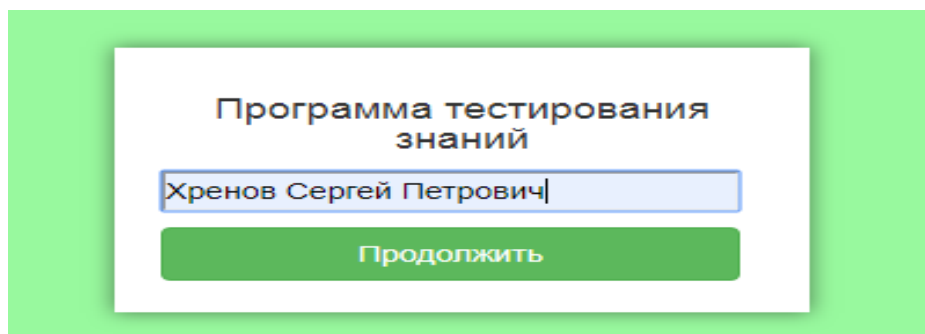 Программа тестирования
знаний
Хренов Сергей Петрович
Продолжить